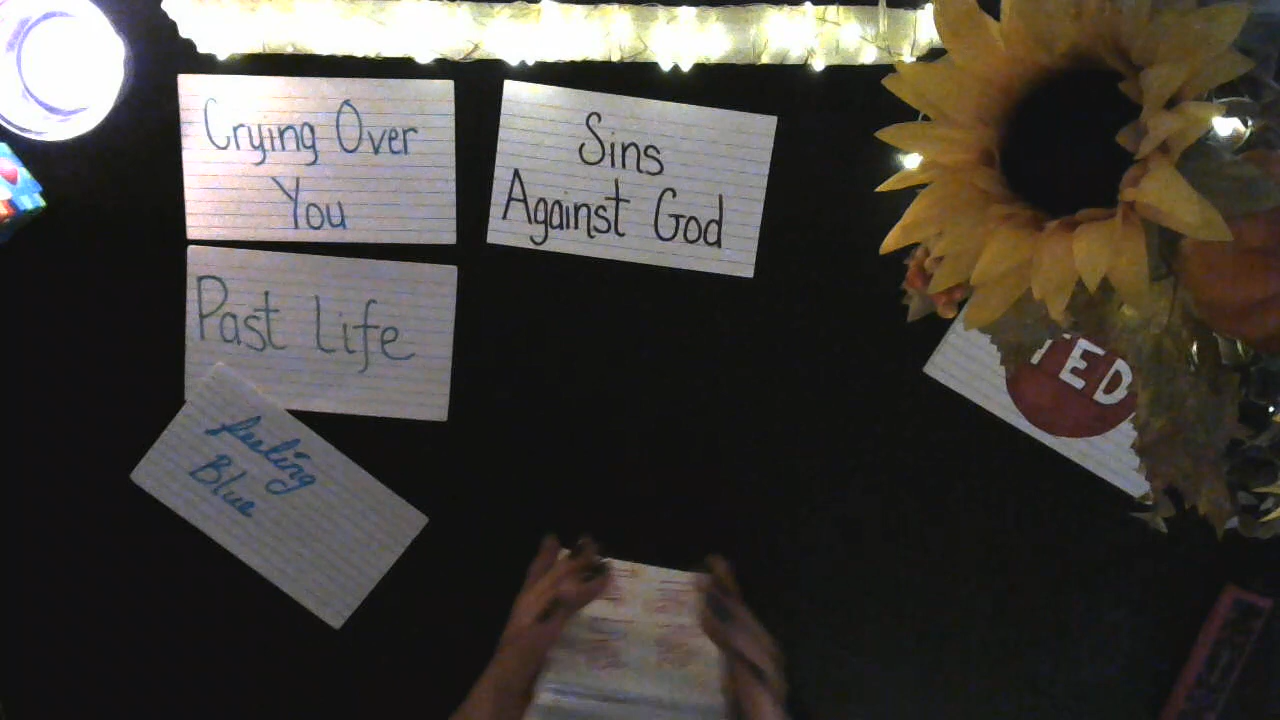 Crying Over
You
Sins
Against God
Past Life
feeling
Blue
TED